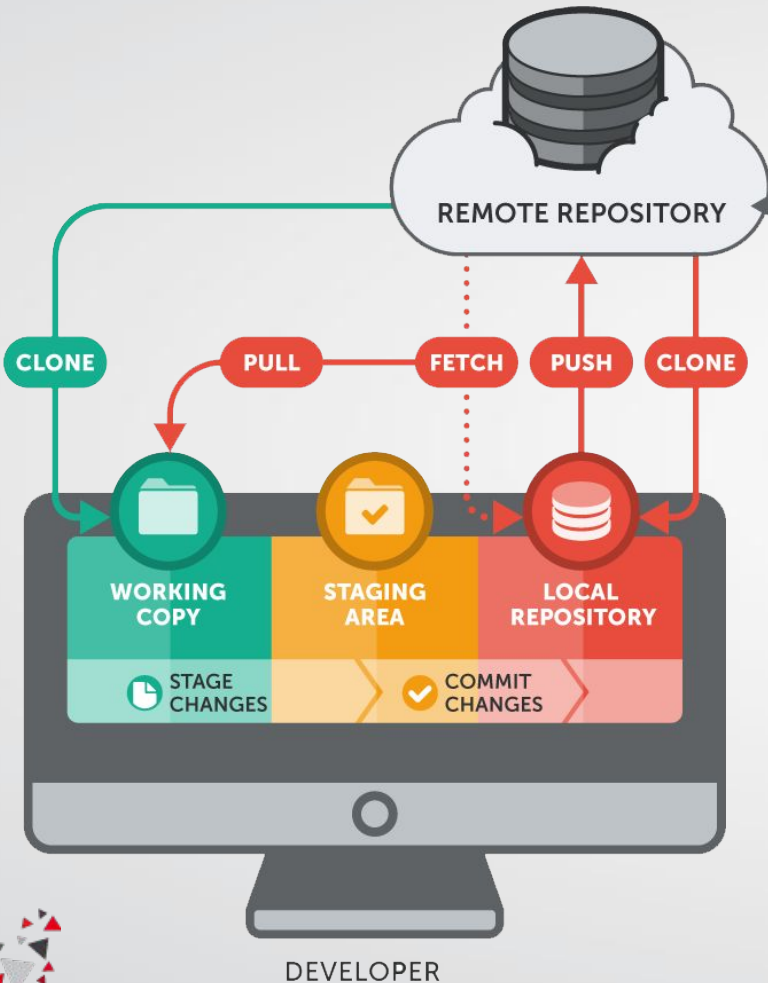 REMOTE REPOSITORY
CLONE
PULL
FETCH
PUSH
CLONE
WORKING
COPY
STAGING
AREA
LOCAL
REPOSITORY
STAGE
CHANGES
COMMIT
CHANGES
DEVELOPER